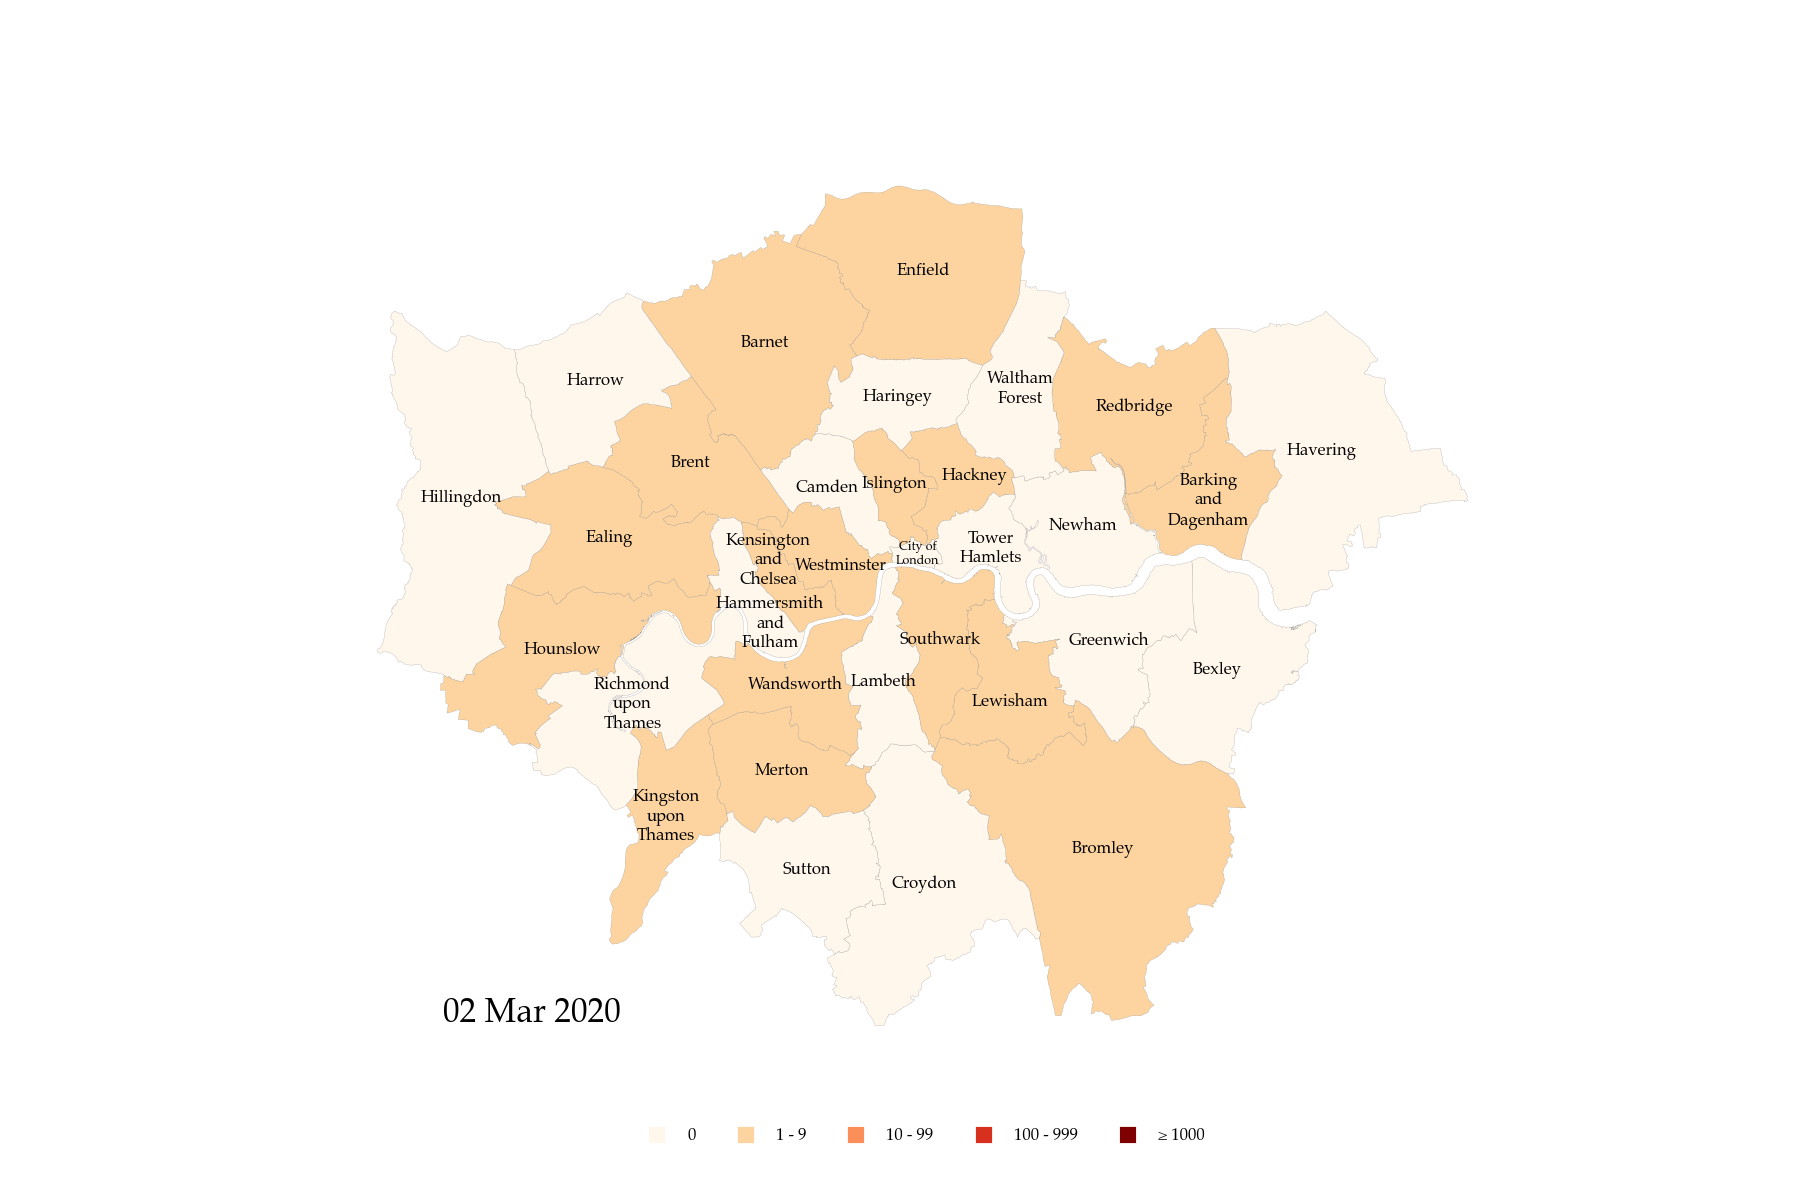 Enfield
Barnet
Harrow
Haringey
Waltham
Forest
Redbridge
Havering
Brent
Camden
Islington
Hackney
Barking
and
Dagenham
Hillingdon
Ealing
Kensington
and
Chelsea
Westminster
City of
London
Tower
Hamlets
Newham
Hammersmith
and
Fulham
Hounslow
Southwark
Greenwich
Bexley
Richmond
upon
Thames
Wandsworth
Lambeth
Lewisham
Merton
Kingston
upon
Thames
Bromley
Sutton
Croydon
02 Mar 2020
0 1 - 9 10 - 99 100 - 999 ≥ 1000